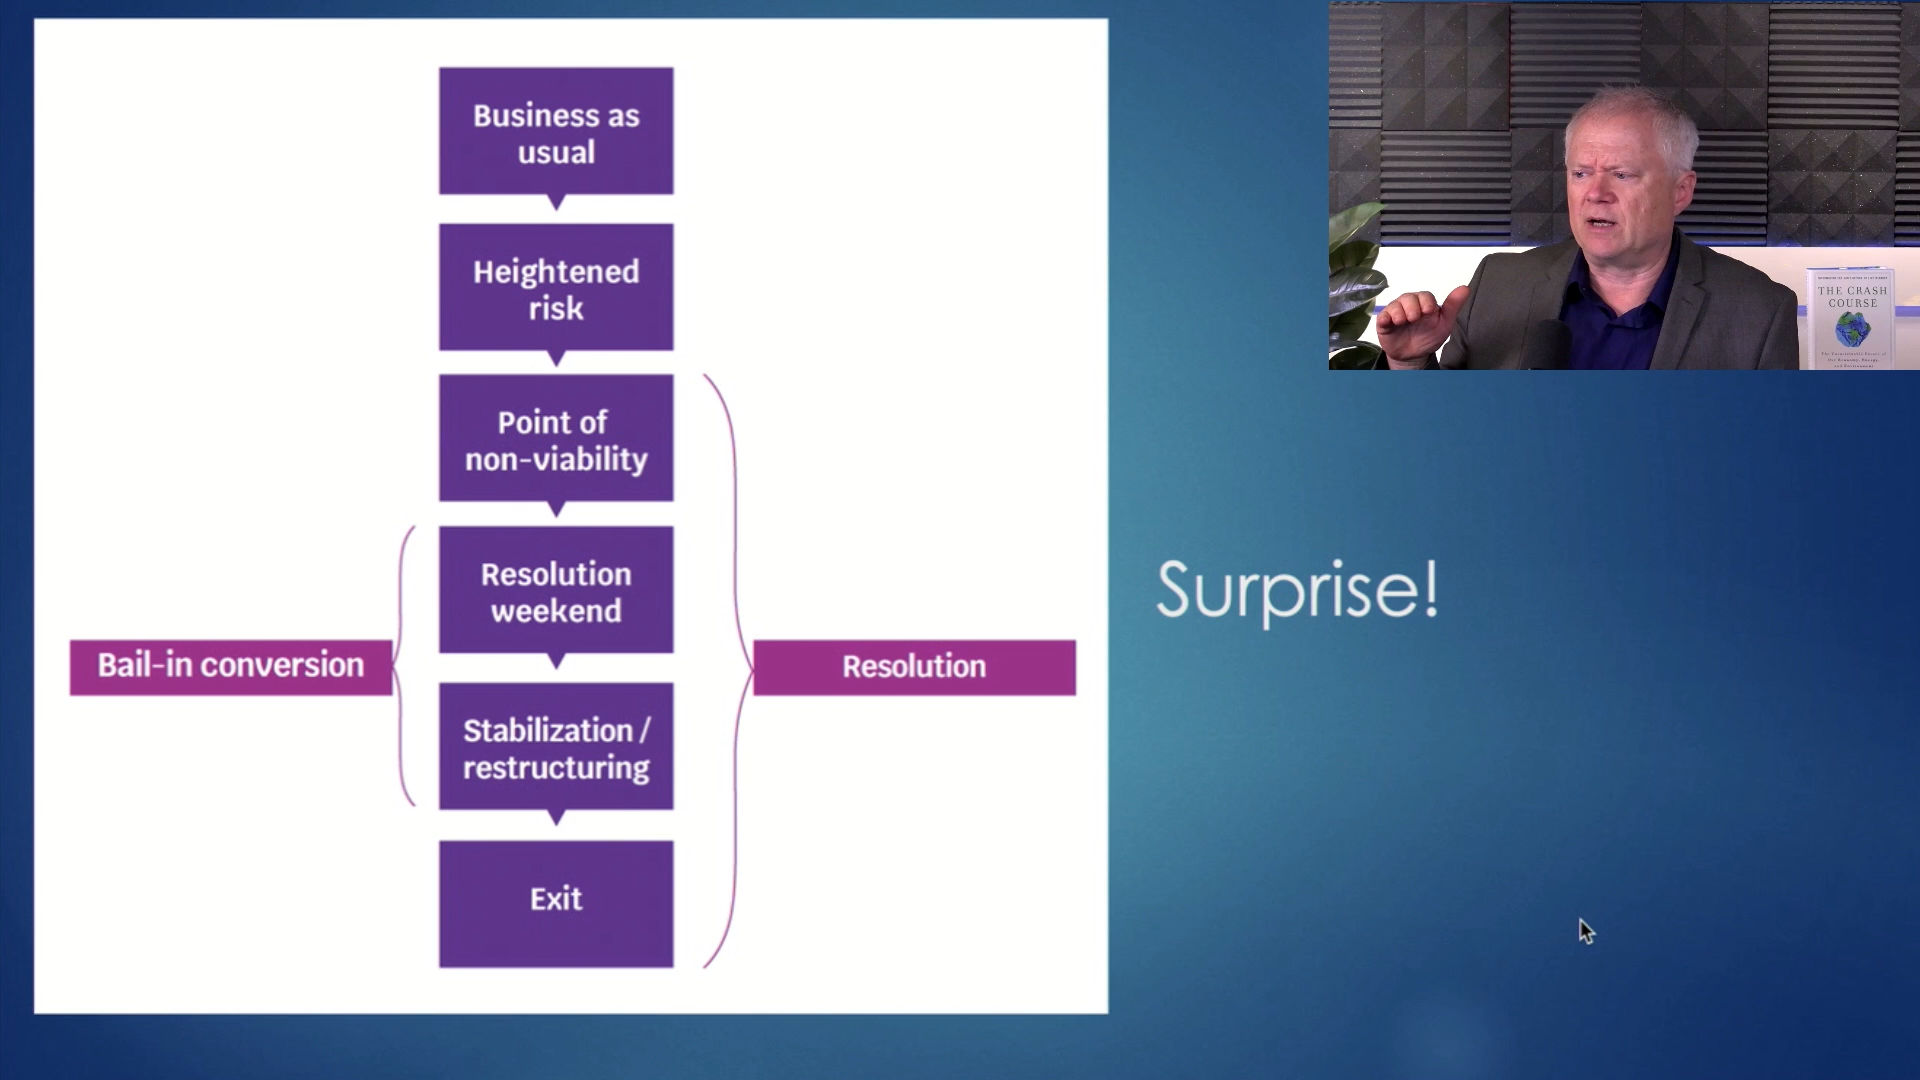 Business as
usual
Heightened
risk
Point of
non-viability
Resolution
weekend
Bail-in conversion
Resolution
Stabilization /
restructuring
Exit
Surprise!
THE CRASH
COURSE